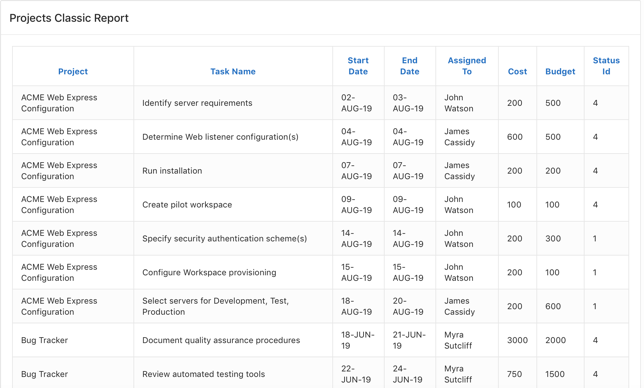 Projects Classic Report
Project Task Name Start Date End Date Assigned To Cost Budget Status Id
ACME Web Express Configuration Identify server requirements 02-AUG-19 03-AUG-19 John Watson 200 500 4
ACME Web Express Configuration Determine Web listener configuration(s) 04-AUG-19 04-AUG-19 James Cassidy 600 500 4
ACME Web Express Configuration Run installation 07-AUG-19 07-AUG-19 James Cassidy 200 200 4
ACME Web Express Configuration Create pilot workspace 09-AUG-19 09-AUG-19 John Watson 100 100 4
ACME Web Express Configuration Specify security authentication scheme(s) 14-AUG-19 14-AUG-19 John Watson 200 300 1
ACME Web Express Configuration Configure Workspace provisioning 15-AUG-19 15-AUG-19 John Watson 200 100 1
ACME Web Express Configuration Select servers for Development, Test, Production 18-AUG-19 20-AUG-19 James Cassidy 200 600 1
Bug Tracker Document quality assurance procedures 18-JUN-19 21-JUN-19 Myra Sutcliff 3000 2000 4
Bug Tracker Review automated testing tools 22-JUN-19 24-JUN-19 Myra Sutcliff 750 1500 4